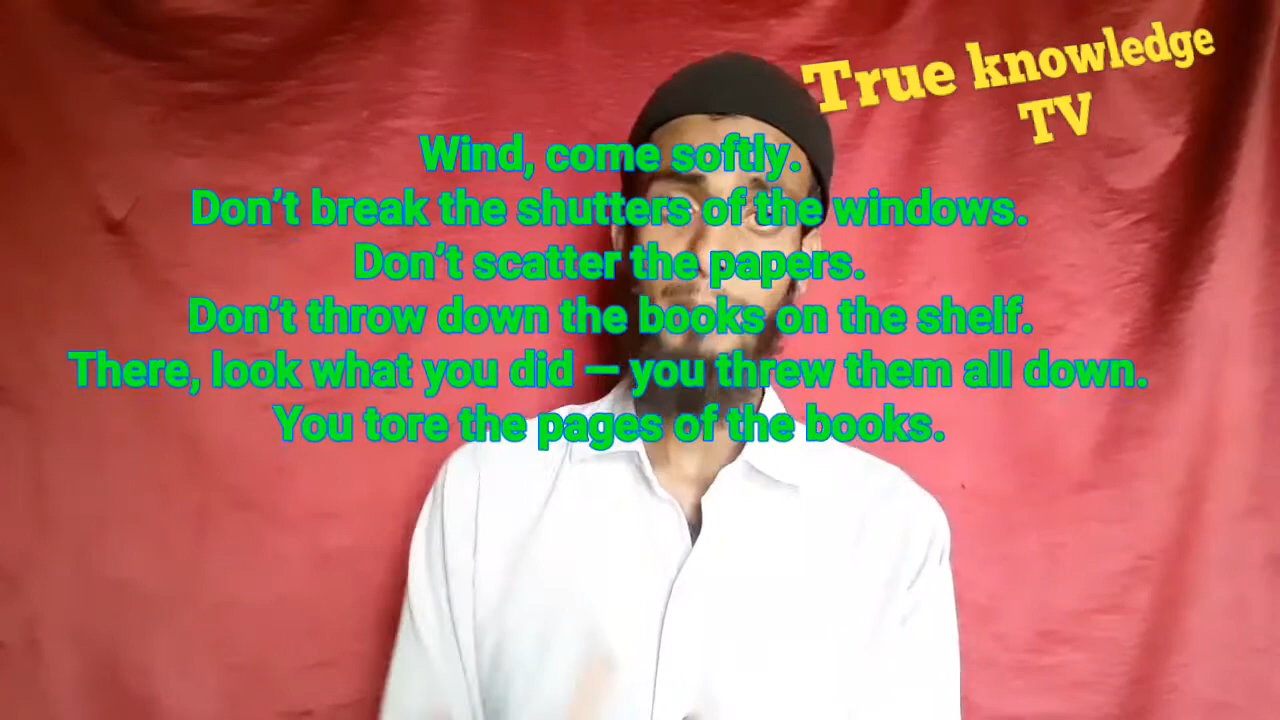 True knowledge
TV
Wind, come softly.
Don’t break the shutters of the windows.
Don’t scatter the papers.
Don’t throw down the books on the shelf.
There, look what you did — you threw them all down.
You tore the pages of the books.